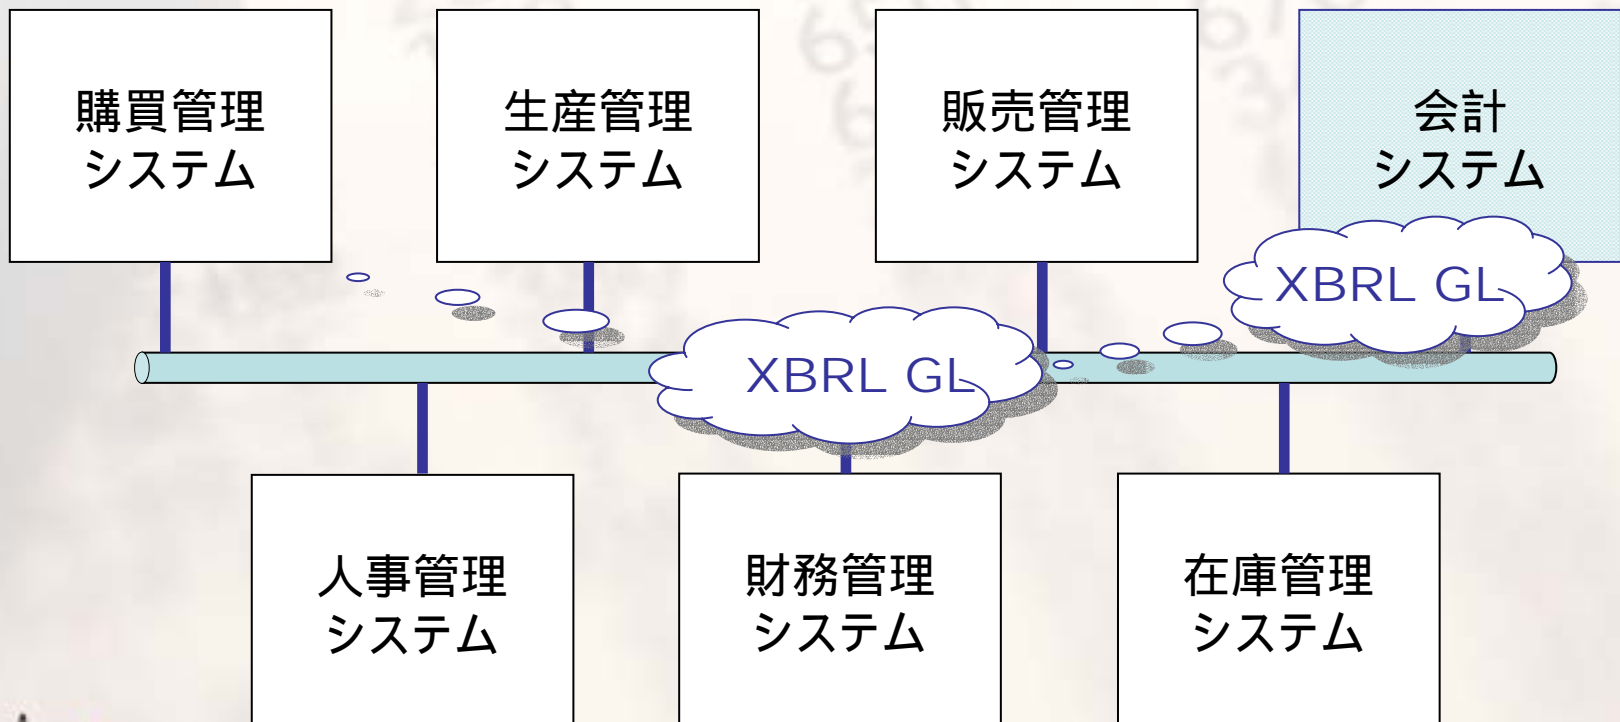 購買管理
システム
生産管理
システム
販売管理
システム
会計
システム
XBRL GL
XBRL GL
人事管理
システム
財務管理
システム
在庫管理
システム